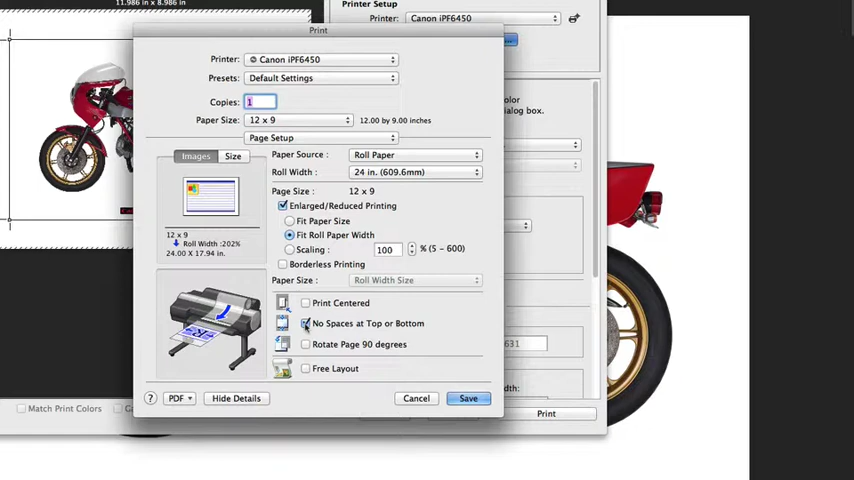 11.986 in x 8.986 in
Printer Setup
Printer: Canon iPF6450
Print
Printer: Canon iPF6450
Presets: Default Settings
Copies: 1
Paper Size: 12 x 9 12.00 by 9.00 inches
Page Setup
Images Size
Paper Source: Roll Paper
Roll Width: 24 in. (609.6mm)
Page Size: 12 x 9
Enlarged/Reduced Printing
Fit Paper Size
Fit Roll Paper Width
Scaling: 100 % (5 - 600)
Borderless Printing
12 x 9
Roll Width :202%
24.00 X 17.94 in.
Paper Size: Roll Width Size
Print Centered
No Spaces at Top or Bottom
Rotate Page 90 degrees
Free Layout
? PDF Hide Details Cancel Save
olor
dialog box.
631
Width:
Match Print Colors
Print